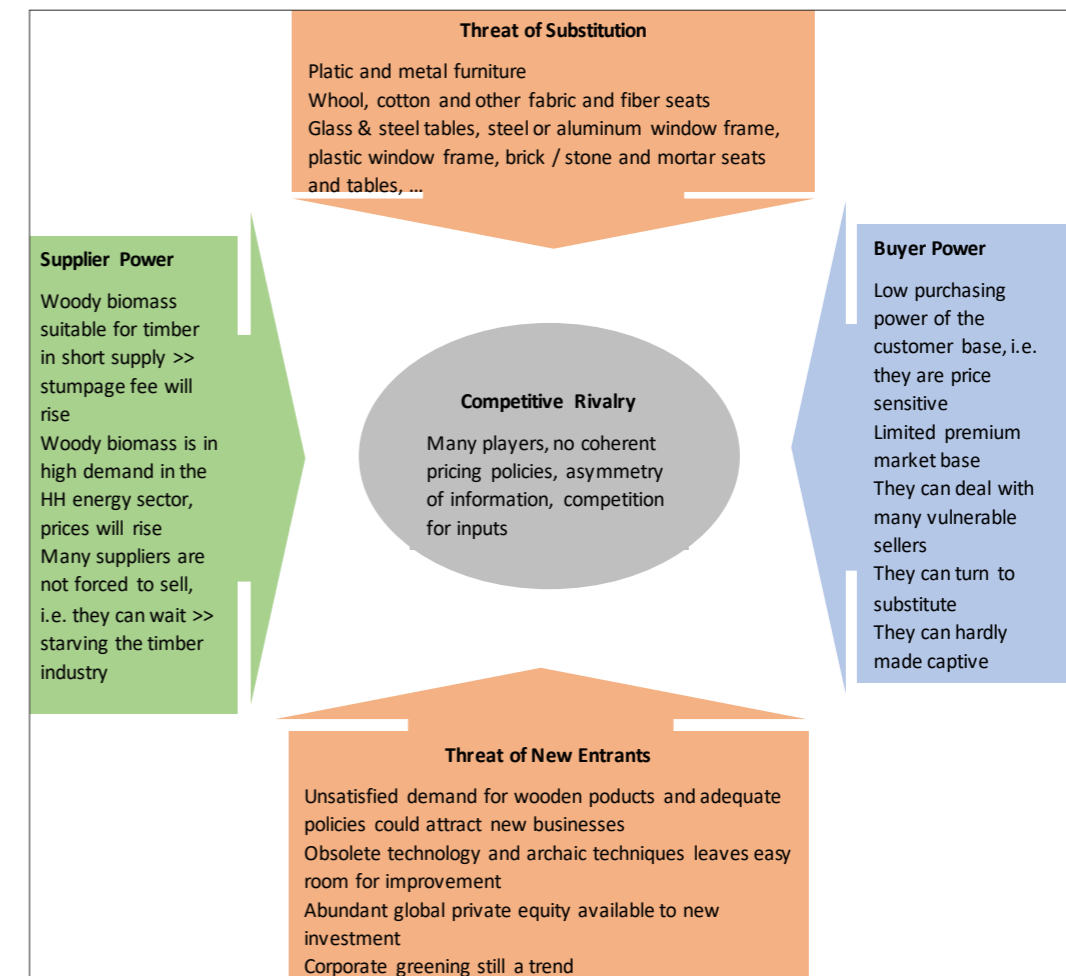 Threat of Substitution
Platic and metal furniture
Whool, cotton and other fabric and fiber seats
Glass & steel tables, steel or aluminum window frame,
plastic window frame, brick / stone and mortar seats
and tables, ...
Supplier Power
Woody biomass
suitable for timber
in short supply >>
stumpage fee will
rise
Woody biomass is in
high demand in the
HH energy sector,
prices will rise
Many suppliers are
not forced to sell,
i.e. they can wait >>
starving the timber
industry
Competitive Rivalry
Many players, no coherent
pricing policies, asymmetry
of information, competition
for inputs
Buyer Power
Low purchasing
power of the
customer base, i.e.
they are price
sensitive
Limited premium
market base
They can deal with
many vulnerable
sellers
They can turn to
substitute
They can hardly
made captive
Threat of New Entrants
Unsatisfied demand for wooden poducts and adequate
policies could attract new businesses
Obsolete technology and archaic techniques leaves easy
room for improvement
Abundant global private equity available to new
investment
Corporate greening still a trend